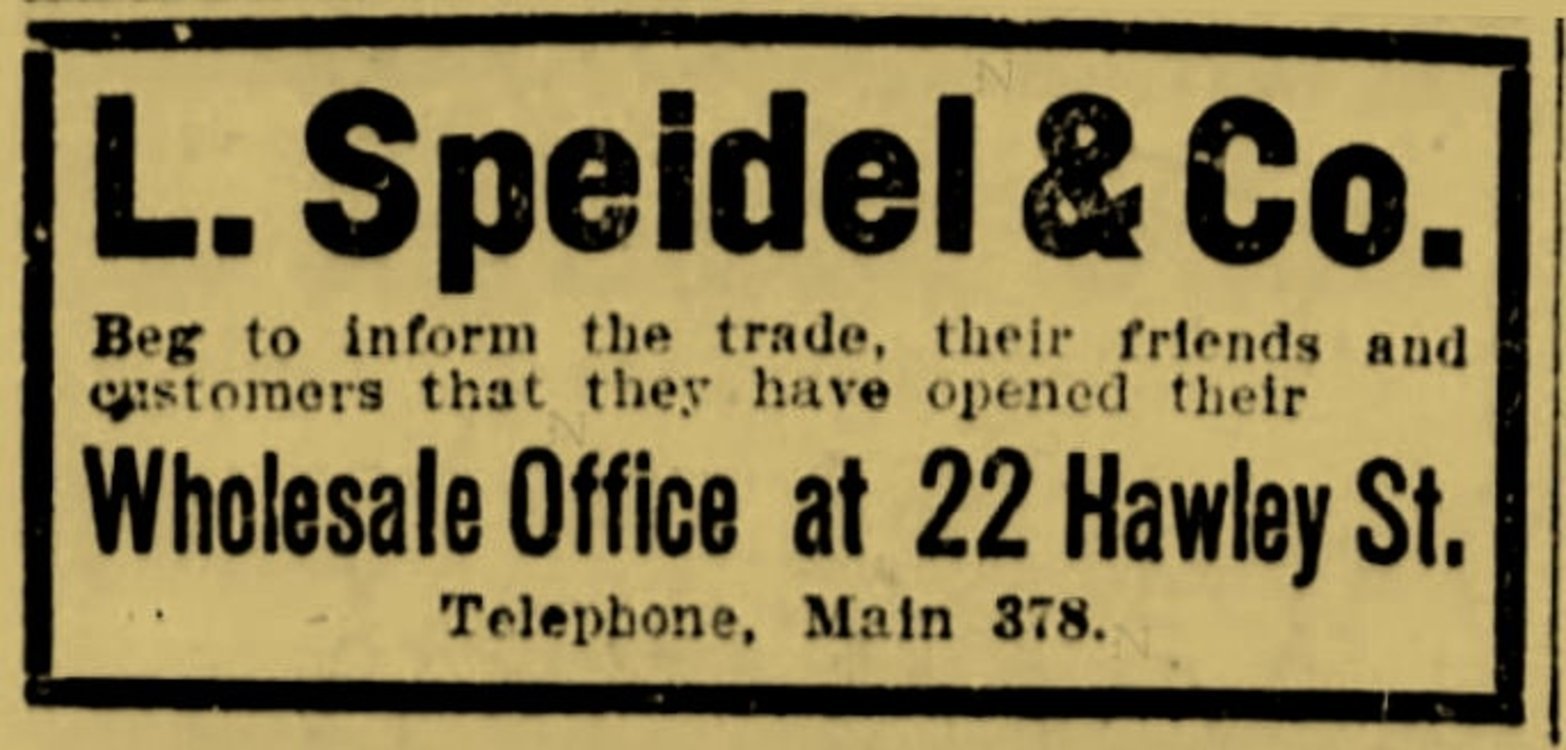 L. Speidel & Co.
Beg to inform the trade, their friends and
customers that they have opened their
Wholesale Office at 22 Hawley St.
Telephone, Main 378.